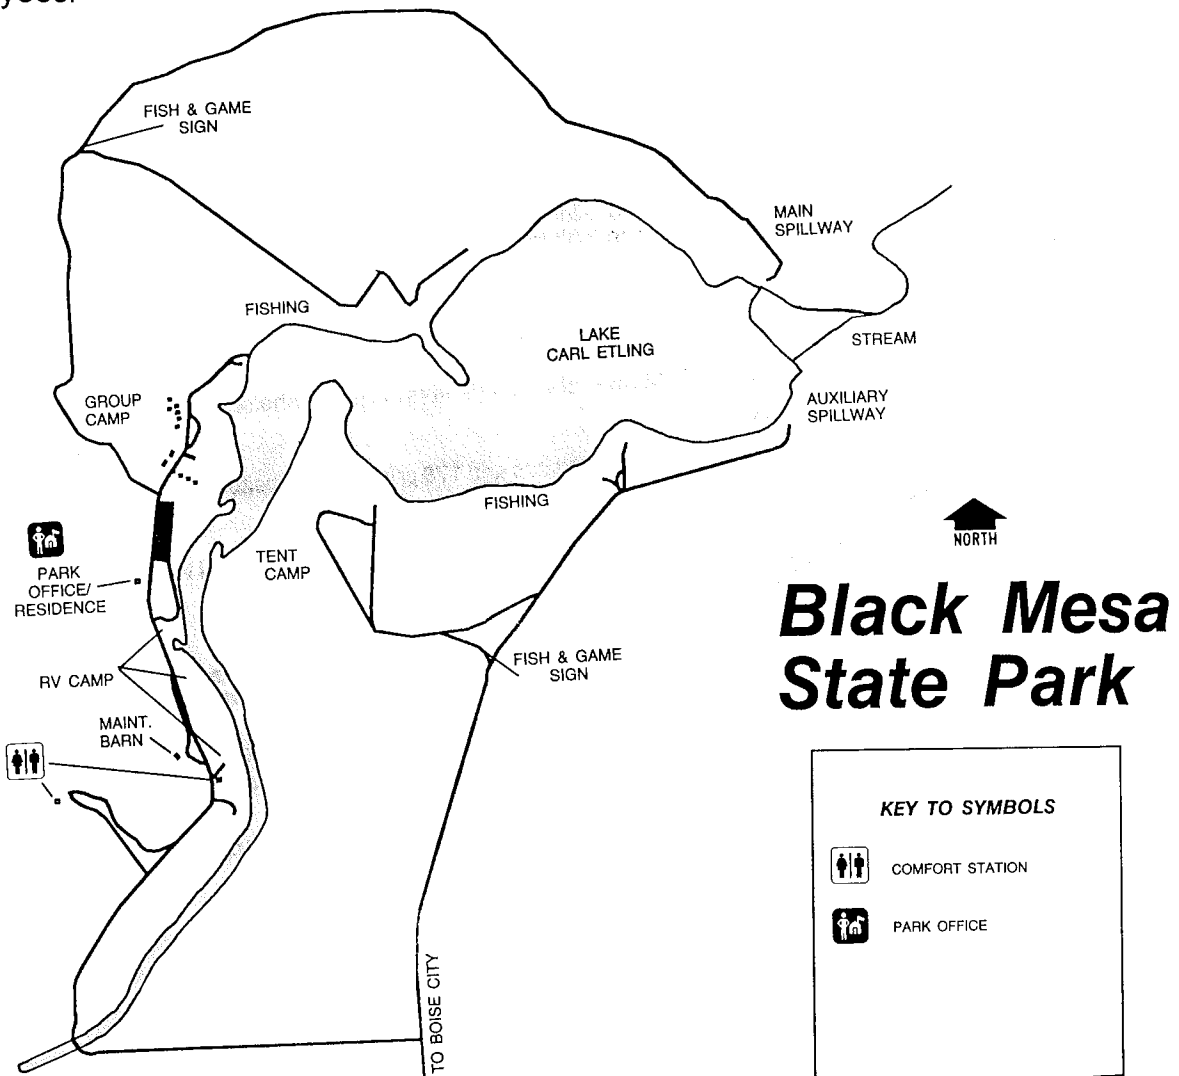 FISH & GAME
SIGN
MAIN
SPILLWAY
FISHING
LAKE
CARL ETLING
STREAM
GROUP
CAMP
AUXILIARY
SPILLWAY
FISHING
NORTH
TENT
CAMP
PARK
OFFICE/
RESIDENCE
Black Mesa
State Park
FISH & GAME
SIGN
RV CAMP
MAINT.
BARN
KEY TO SYMBOLS
COMFORT STATION
PARK OFFICE
TO BOISE CITY